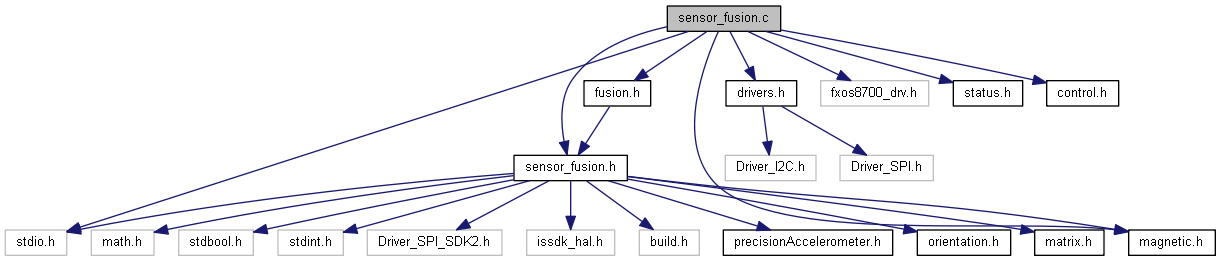 sensor_fusion.c
fusion.h
drivers.h
fxos8700_drv.h
status.h
control.h
sensor_fusion.h
Driver_I2C.h
Driver_SPI.h
stdio.h
math.h
stdbool.h
stdint.h
Driver_SPI_SDK2.h
issdk_hal.h
build.h
precisionAccelerometer.h
orientation.h
matrix.h
magnetic.h